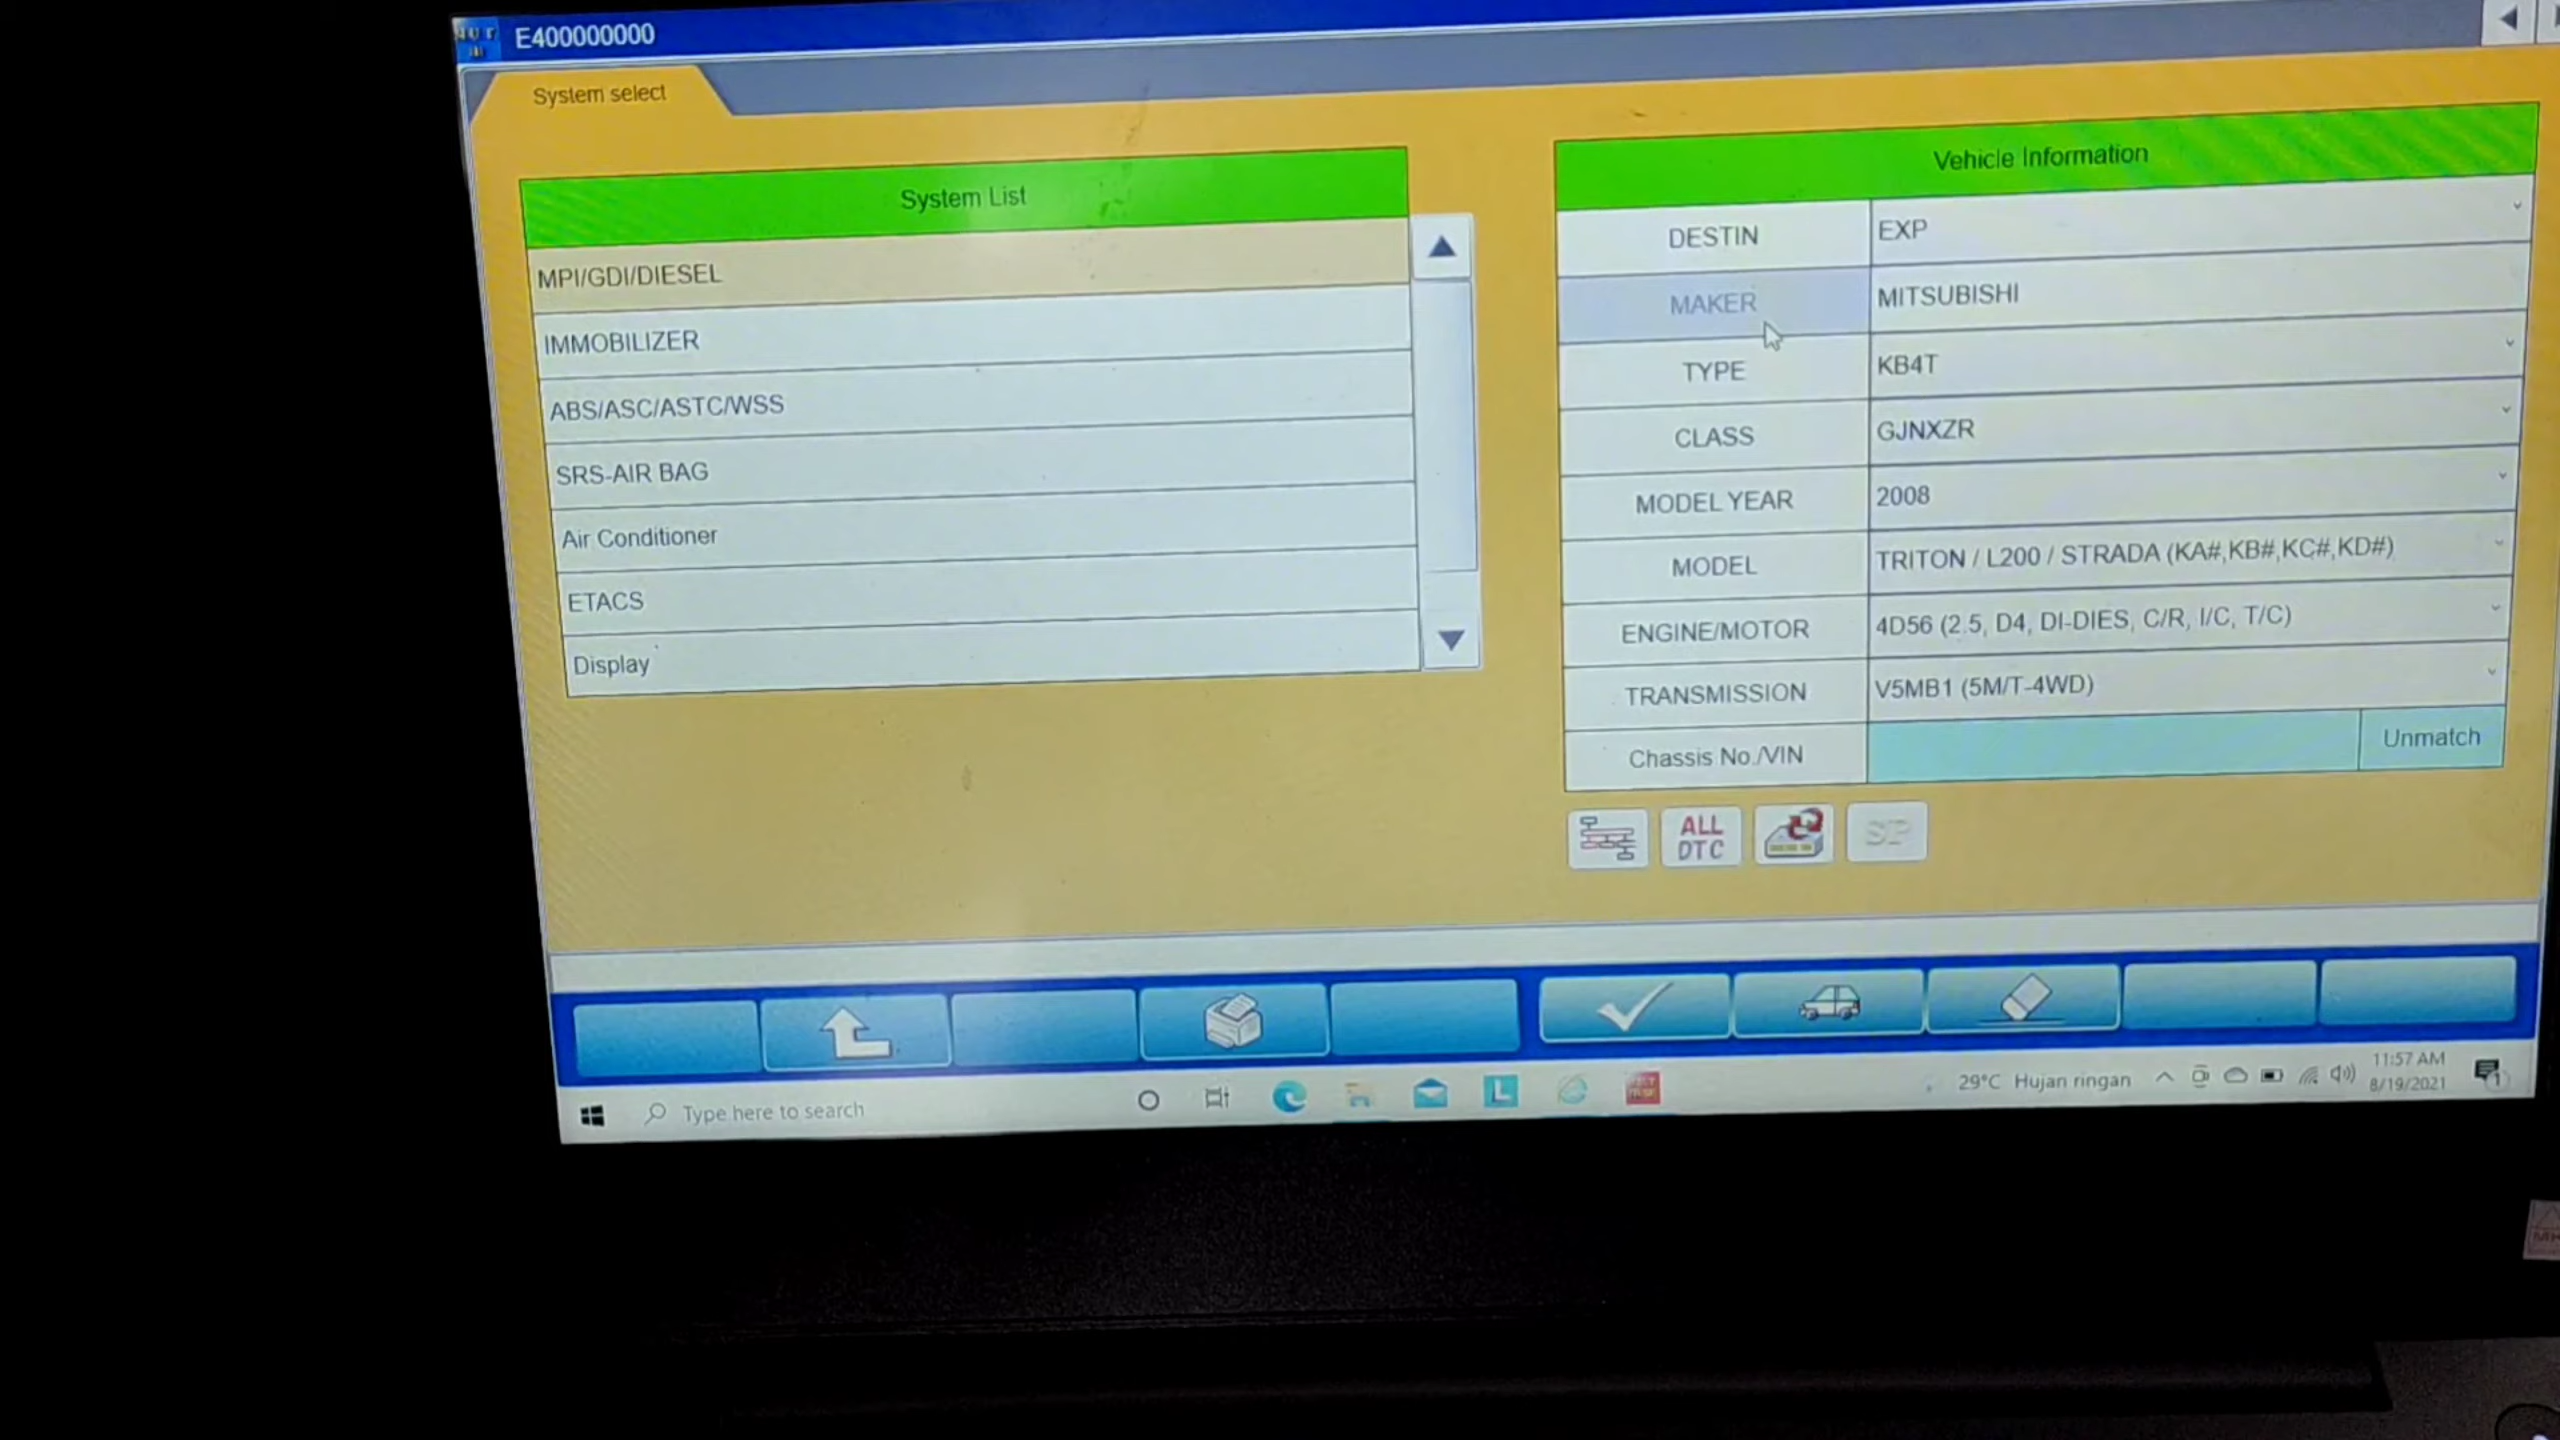 E400000000
System select
System List
MPI/GDI/DIESEL
IMMOBILIZER
ABS/ASC/ASTC/WSS
SRS-AIR BAG
Air Conditioner
ETACS
Display
Vehicle Information
DESTIN EXP
MAKER MITSUBISHI
TYPE KB4T
CLASS GJNXZR
MODEL YEAR 2008
MODEL TRITON / L200 / STRADA (KA#,KB#,KC#,KD#)
ENGINE/MOTOR 4D56 (2.5, D4, DI-DIES, C/R, I/C, T/C)
TRANSMISSION V5MB1 (5M/T-4WD)
Chassis No./VIN Unmatch
ALL DTC SP
Type here to search
29°C Hujan ringan
11:57 AM
8/19/2021
1